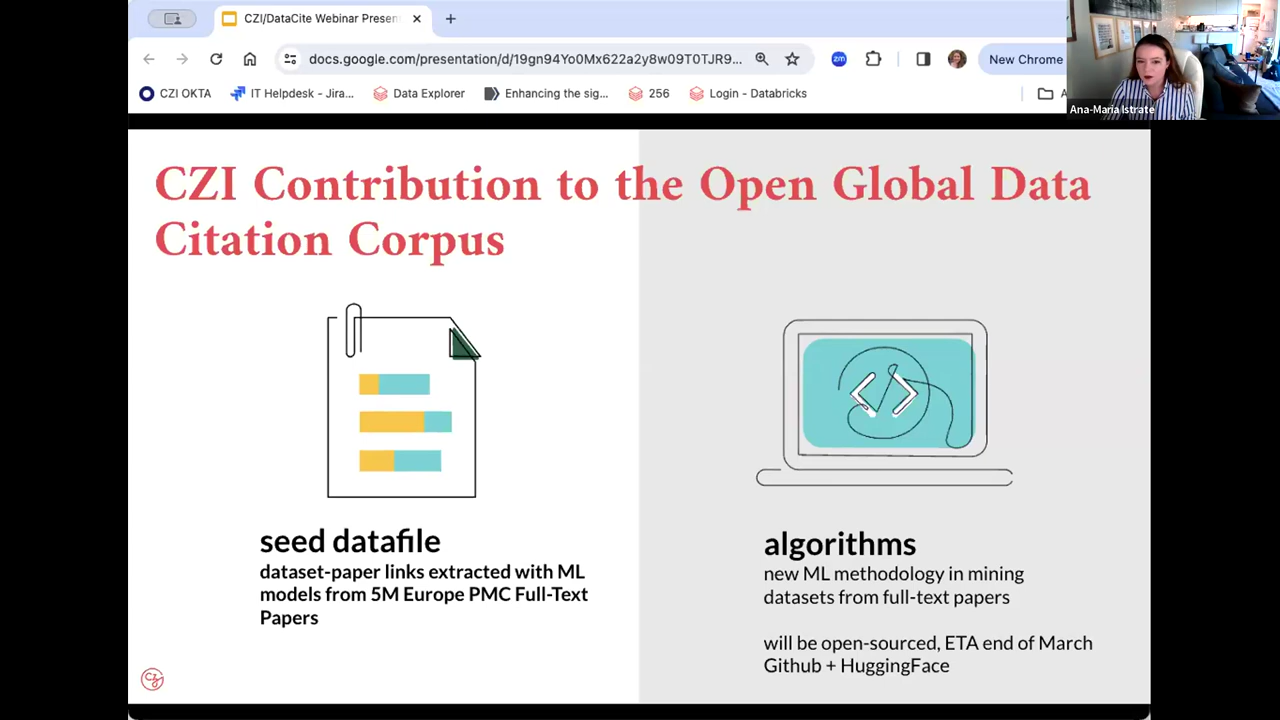 CZI/DataCite Webinar Presen
docs.google.com/presentation/d/19gn94Yo0Mx622a2y8w09T0TJR9...
zm
New Chrome
CZI OKTA
IT Helpdesk - Jira...
Data Explorer
Enhancing the sig...
256
Login - Databricks
Ana-Maria Istrate
CZI Contribution to the Open Global Data
Citation Corpus
seed datafile
dataset-paper links extracted with ML
models from 5M Europe PMC Full-Text
Papers
algorithms
new ML methodology in mining
datasets from full-text papers
will be open-sourced, ETA end of March
Github + HuggingFace